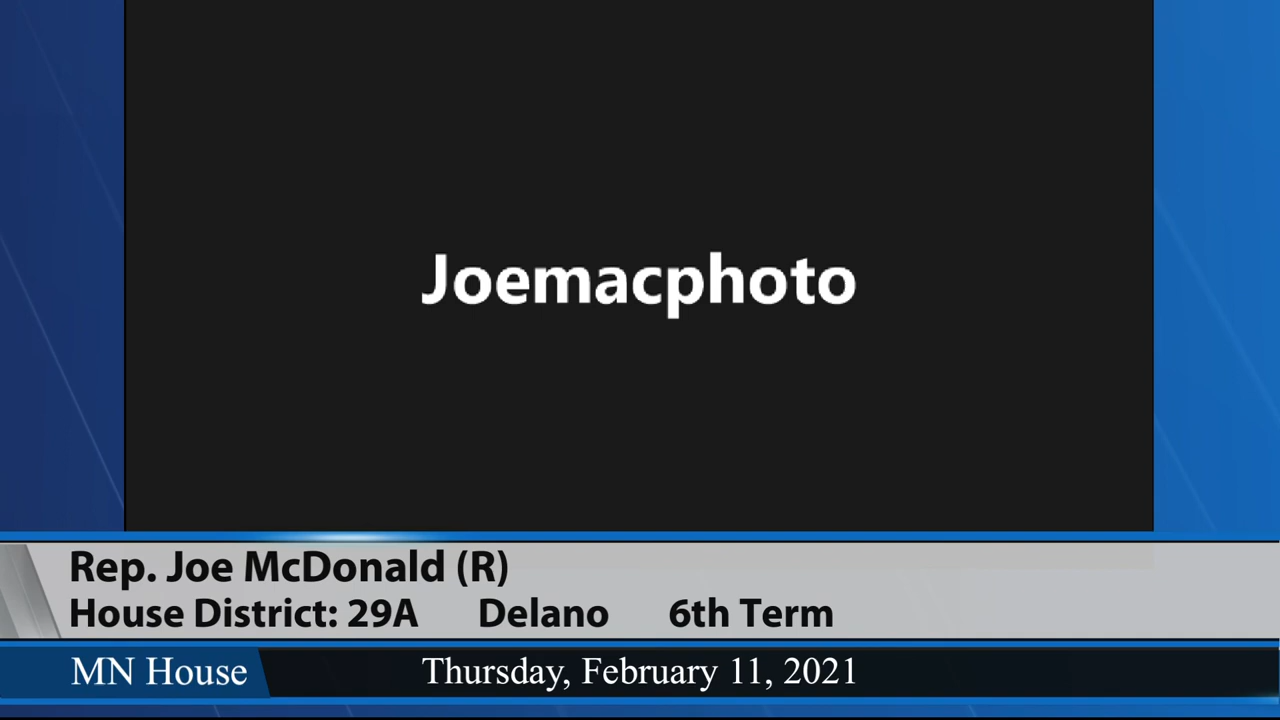 Joemacphoto
Rep. Joe McDonald (R)
House District: 29A Delano 6th Term
MN House Thursday, February 11, 2021